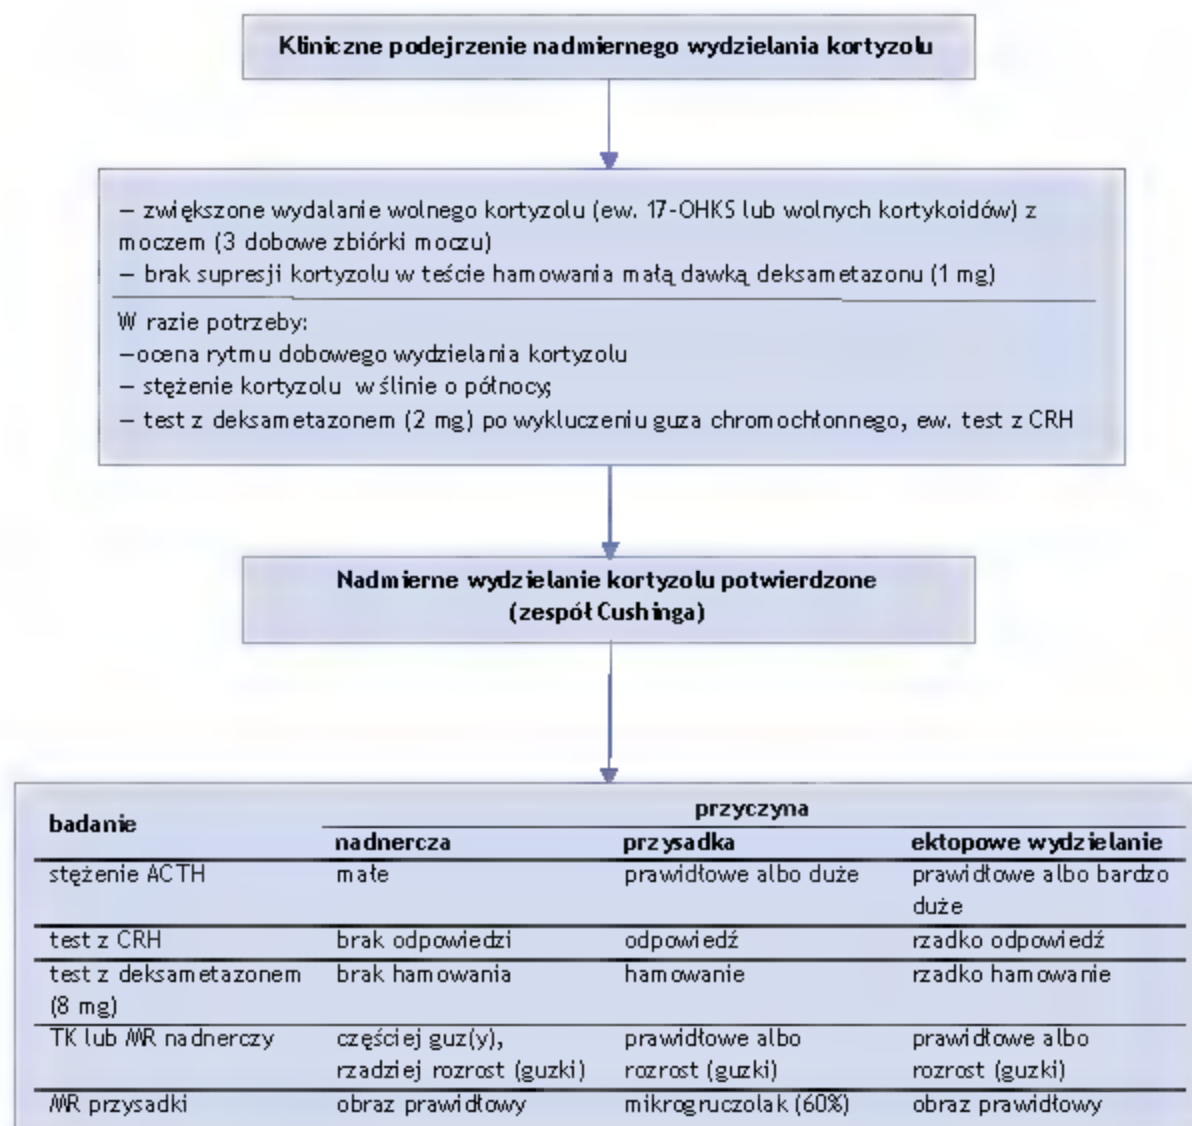 Kliniczne podejrzenie nadmiernego wydzielania kortyzolu
– zwiększone wydalanie wolnego kortyzolu (ew. 17-OHKS lub wolnych kortykoidów) z
moczem (3 dobowe zbiórki moczu)
– brak supresji kortyzolu w teście hamowania małą dawką deksametazonu (1 mg)
W razie potrzeby:
–ocena rytmu dobowego wydzielania kortyzolu
– stężenie kortyzolu w ślinie o północy;
– test z deksametazonem (2 mg) po wykluczeniu guza chromochłonnego, ew. test z CRH
Nadmierne wydzielanie kortyzolu potwierdzone
(zespół Cushinga)
badanie przyczyna
nadnercza przysadka ektopowe wydzielanie
stężenie ACTH małe prawidłowe albo duże prawidłowe albo bardzo
duże
test z CRH brak odpowiedzi odpowiedź rzadko odpowiedź
test z deksametazonem brak hamowania hamowanie rzadko hamowanie
(8 mg)
TK lub MR nadnerczy częściej guz(y), prawidłowe albo prawidłowe albo
rzadziej rozrost (guzki) rozrost (guzki) rozrost (guzki)
MR przysadki obraz prawidłowy mikrogruczolak (60%) obraz prawidłowy